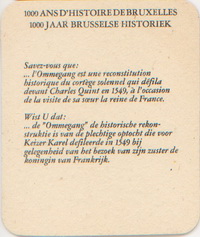 1000 ANS D'HISTOIRE DE BRUXELLES
1000 JAAR BRUSSELSE HISTORIEK
Savez-vous que:
... l'Ommegang est une reconstitution
historique du cortège solennel qui défila
devant Charles Quint en 1549, à l'occasion
de la visite de sa sœur la reine de France.
Wist U dat:
... de "Ommegang" de historische rekon-
struktie is van de plechtige optocht die voor
Keizer Karel defileerde in 1549 bij
gelegenheid van het bezoek van zijn zuster de
koningin van Frankrijk.